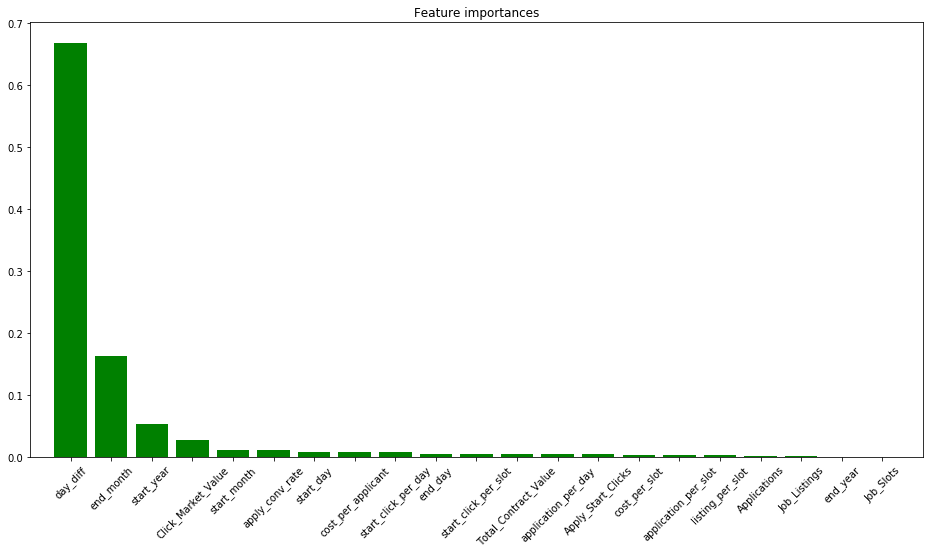 Feature importances
0.7
0.6
0.5
0.4
0.3
0.2
0.1
0.0
day_diff
end_month
start_year
Click_Market_Value
start_month
apply_conv_rate
start_day
cost_per_applicant
start_click_per_day
end_day
start_click_per_slot
Total_Contract_Value
application_per_day
Apply_Start_Clicks
cost_per_slot
application_per_slot
listing_per_slot
Applications
Job_Listings
end_year
Job_Slots